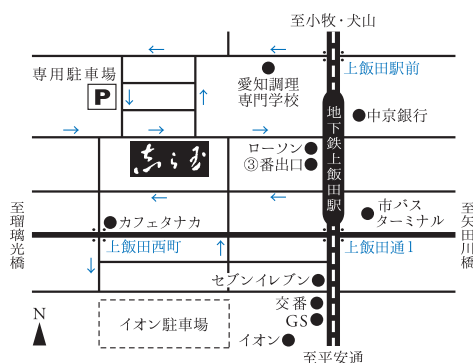 至小牧・犬山
専用駐車場
P
愛知調理
専門学校
上飯田駅前
中京銀行
地下鉄上飯田駅
志ら玉
ローソン
③番出口
至瑠璃光橋
カフェタナカ
上飯田西町
市バス
ターミナル
上飯田通1
至矢田川橋
セブンイレブン
N
イオン駐車場
交番
GS
イオン
至平安通